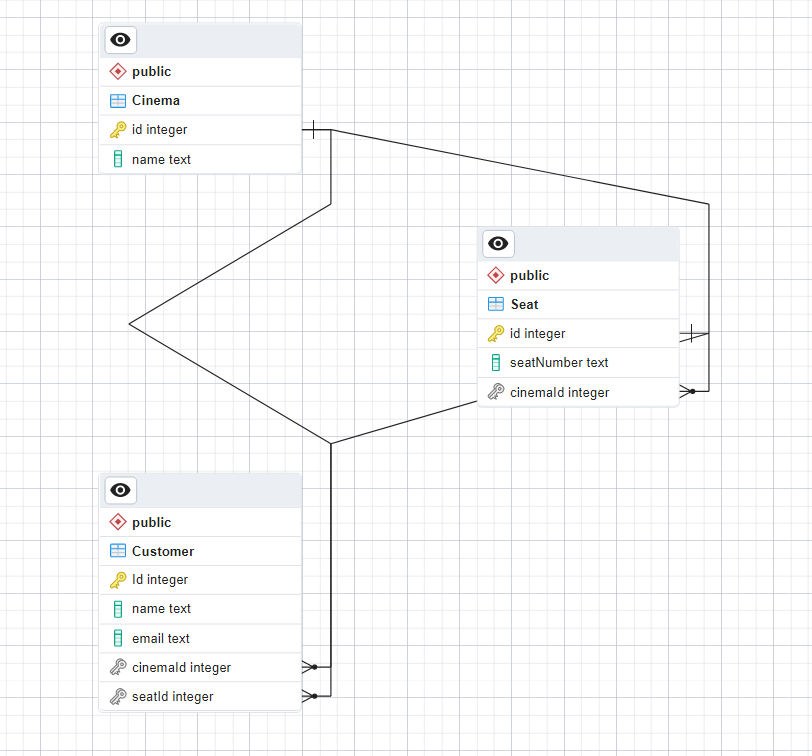 public
Cinema
id integer
name text
public
Seat
id integer
seatNumber text
cinemaId integer
public
Customer
Id integer
name text
email text
cinemaId integer
seatId integer